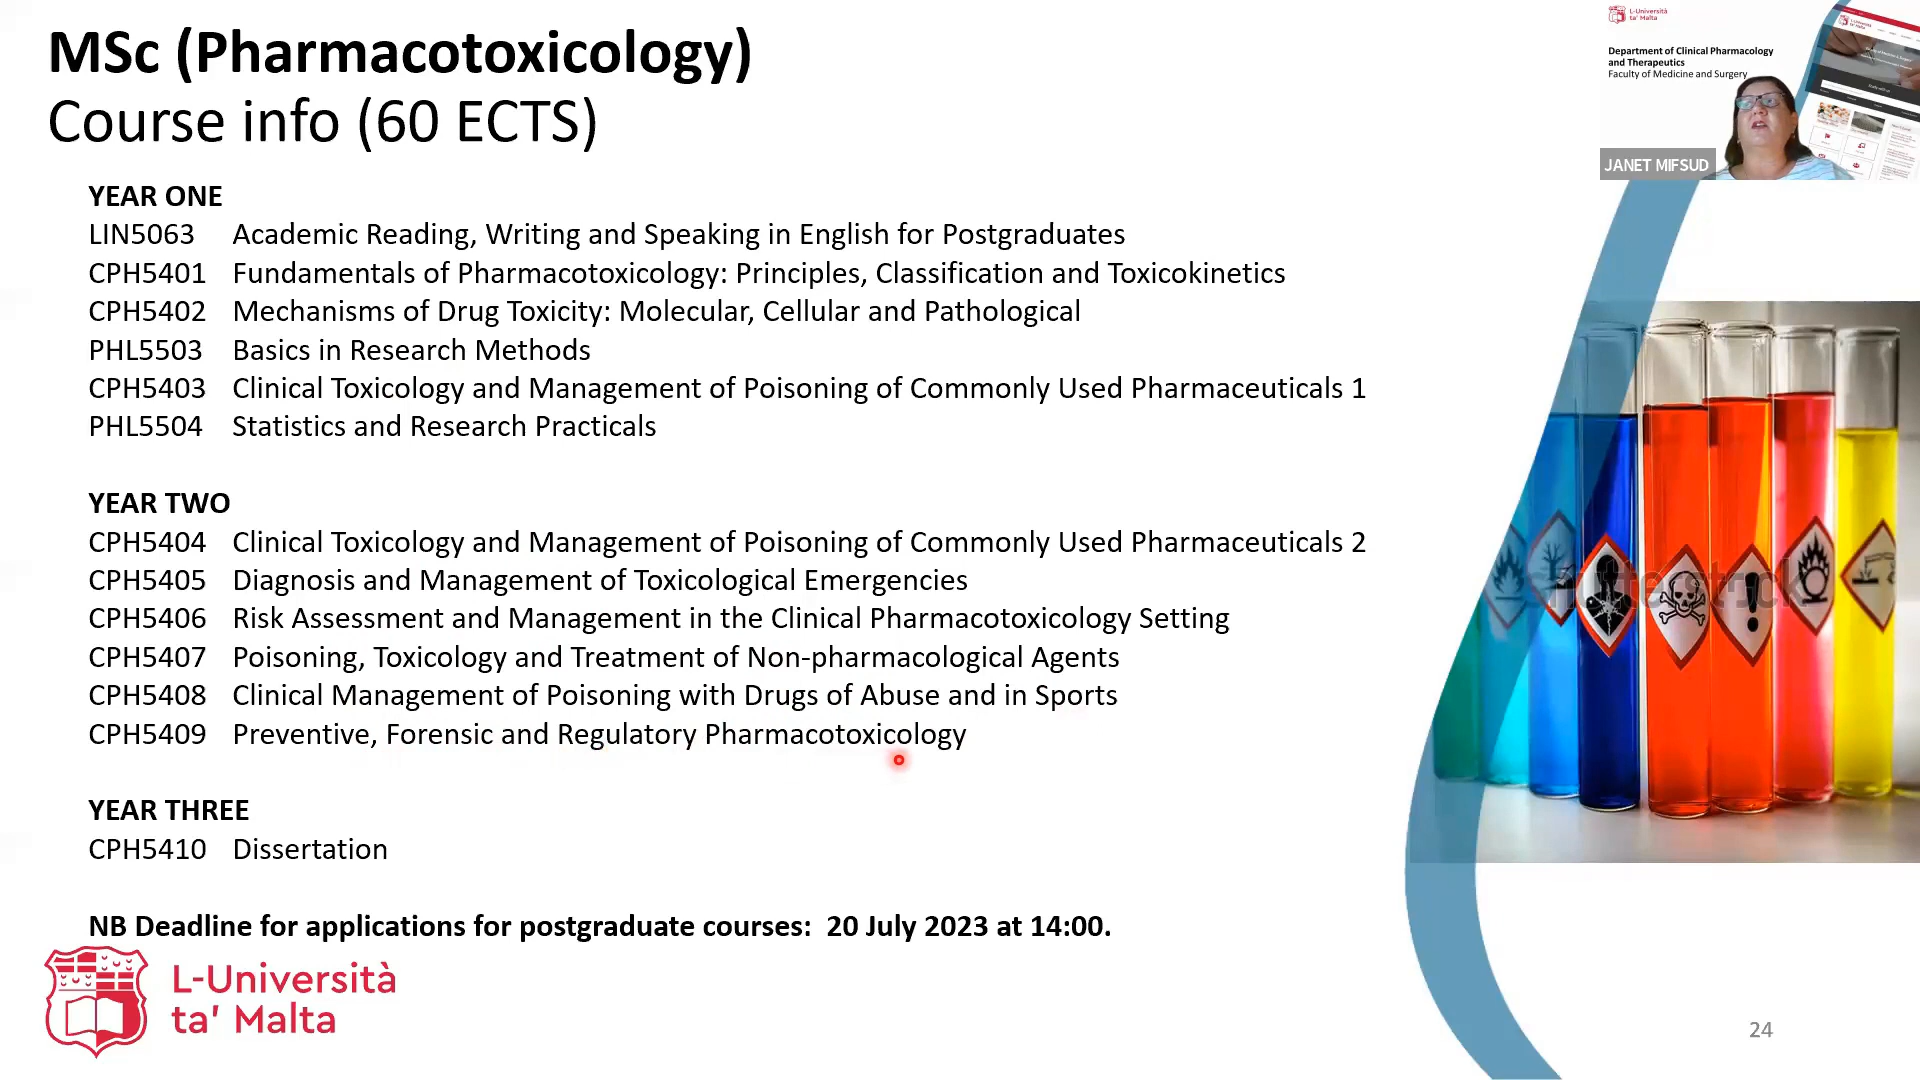 MSc (Pharmacotoxicology)
Course info (60 ECTS)
L-Università
ta' Malta
Department of Clinical Pharmacology
and Therapeutics
Faculty of Medicine and Surgery
JANET MIFSUD
YEAR ONE
LIN5063 Academic Reading, Writing and Speaking in English for Postgraduates
CPH5401 Fundamentals of Pharmacotoxicology: Principles, Classification and Toxicokinetics
CPH5402 Mechanisms of Drug Toxicity: Molecular, Cellular and Pathological
PHL5503 Basics in Research Methods
CPH5403 Clinical Toxicology and Management of Poisoning of Commonly Used Pharmaceuticals 1
PHL5504 Statistics and Research Practicals
YEAR TWO
CPH5404 Clinical Toxicology and Management of Poisoning of Commonly Used Pharmaceuticals 2
CPH5405 Diagnosis and Management of Toxicological Emergencies
CPH5406 Risk Assessment and Management in the Clinical Pharmacotoxicology Setting
CPH5407 Poisoning, Toxicology and Treatment of Non-pharmacological Agents
CPH5408 Clinical Management of Poisoning with Drugs of Abuse and in Sports
CPH5409 Preventive, Forensic and Regulatory Pharmacotoxicology
YEAR THREE
CPH5410 Dissertation
NB Deadline for applications for postgraduate courses: 20 July 2023 at 14:00.
L-Università
ta' Malta
shutterstock
24